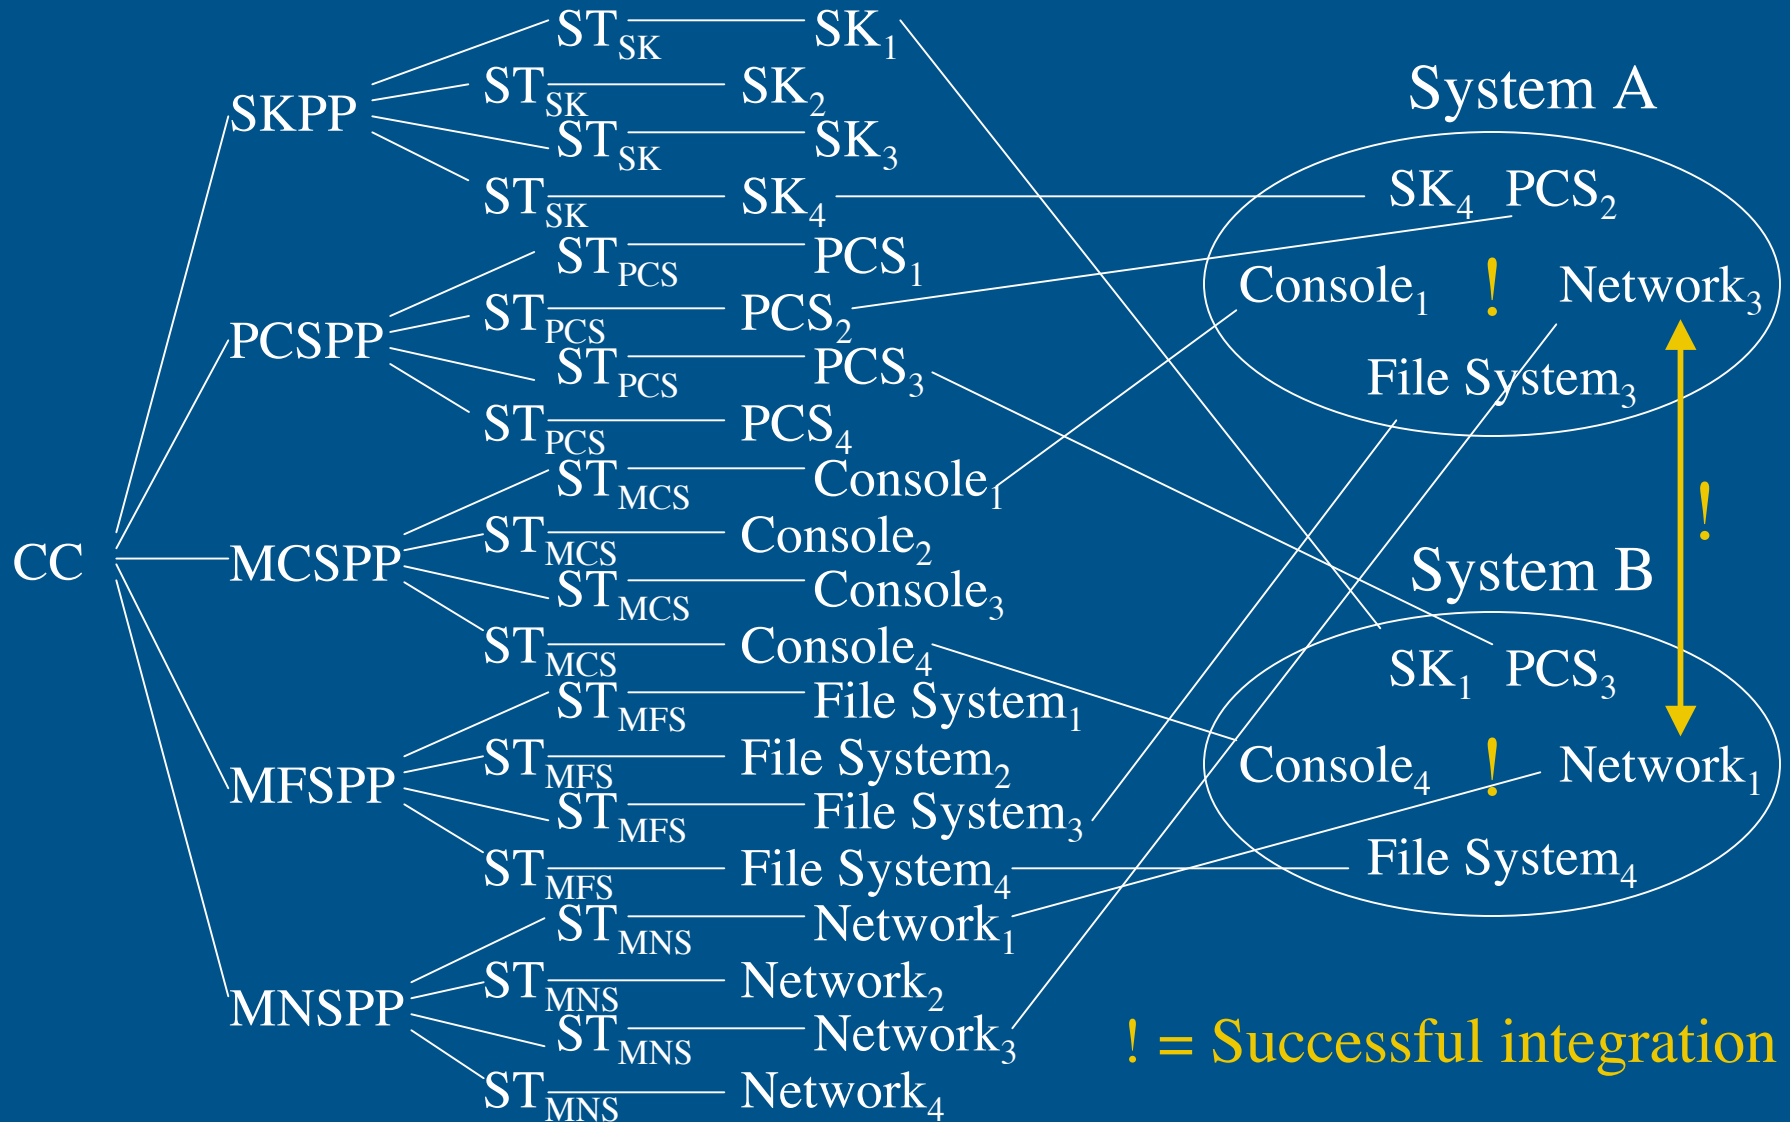 ST_SK SK_1
ST_SK SK_2
ST_SK SK_3
ST_SK SK_4
SKPP
ST_PCS PCS_1
ST_PCS PCS_2
ST_PCS PCS_3
ST_PCS PCS_4
PCSPP
ST_MCS Console_1
ST_MCS Console_2
ST_MCS Console_3
ST_MCS Console_4
CC
MCSPP
ST_MFS File System_1
ST_MFS File System_2
ST_MFS File System_3
ST_MFS File System_4
MFSPP
ST_MNS Network_1
ST_MNS Network_2
ST_MNS Network_3
ST_MNS Network_4
MNSPP
System A
SK_4 PCS_2
Console_1 ! Network_3
File System_3
!
System B
SK_1 PCS_3
Console_4 ! Network_1
File System_4
! = Successful integration